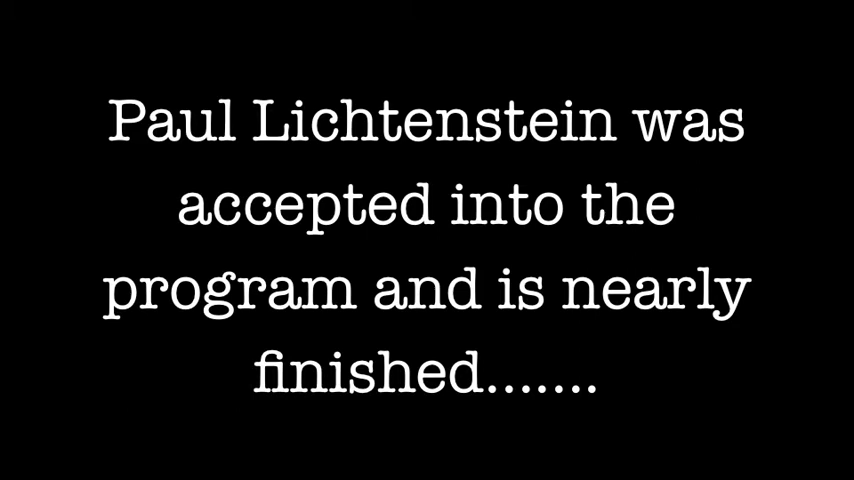 Paul Lichtenstein was
accepted into the
program and is nearly
finished.......